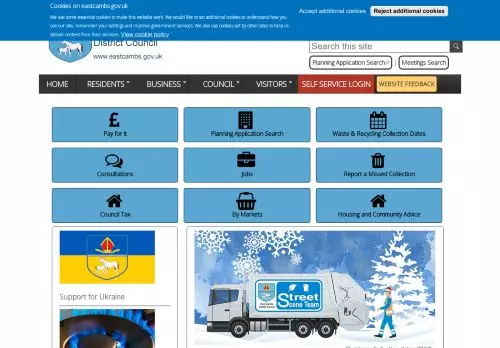 Cookies on eastcambs.gov.uk
We use some essential cookies to make this website work. We would like to set additional cookies to understand how you use our site, remember your settings and improve government services. We also use cookies set by other sites to help us deliver content from their services. View cookie policy
Accept additional cookies
Reject additional cookies
District Council
www.eastcambs.gov.uk
Search this site
Planning Application Search
Meetings Search
HOME
RESIDENTS
BUSINESS
COUNCIL
VISITORS
SELF SERVICE LOGIN
WEBSITE FEEDBACK
Pay for It
Planning Application Search
Waste & Recycling Collection Dates
Consultations
Jobs
Report a Missed Collection
Council Tax
Ely Markets
Housing and Community Advice
Support for Ukraine
Street
Scene Team